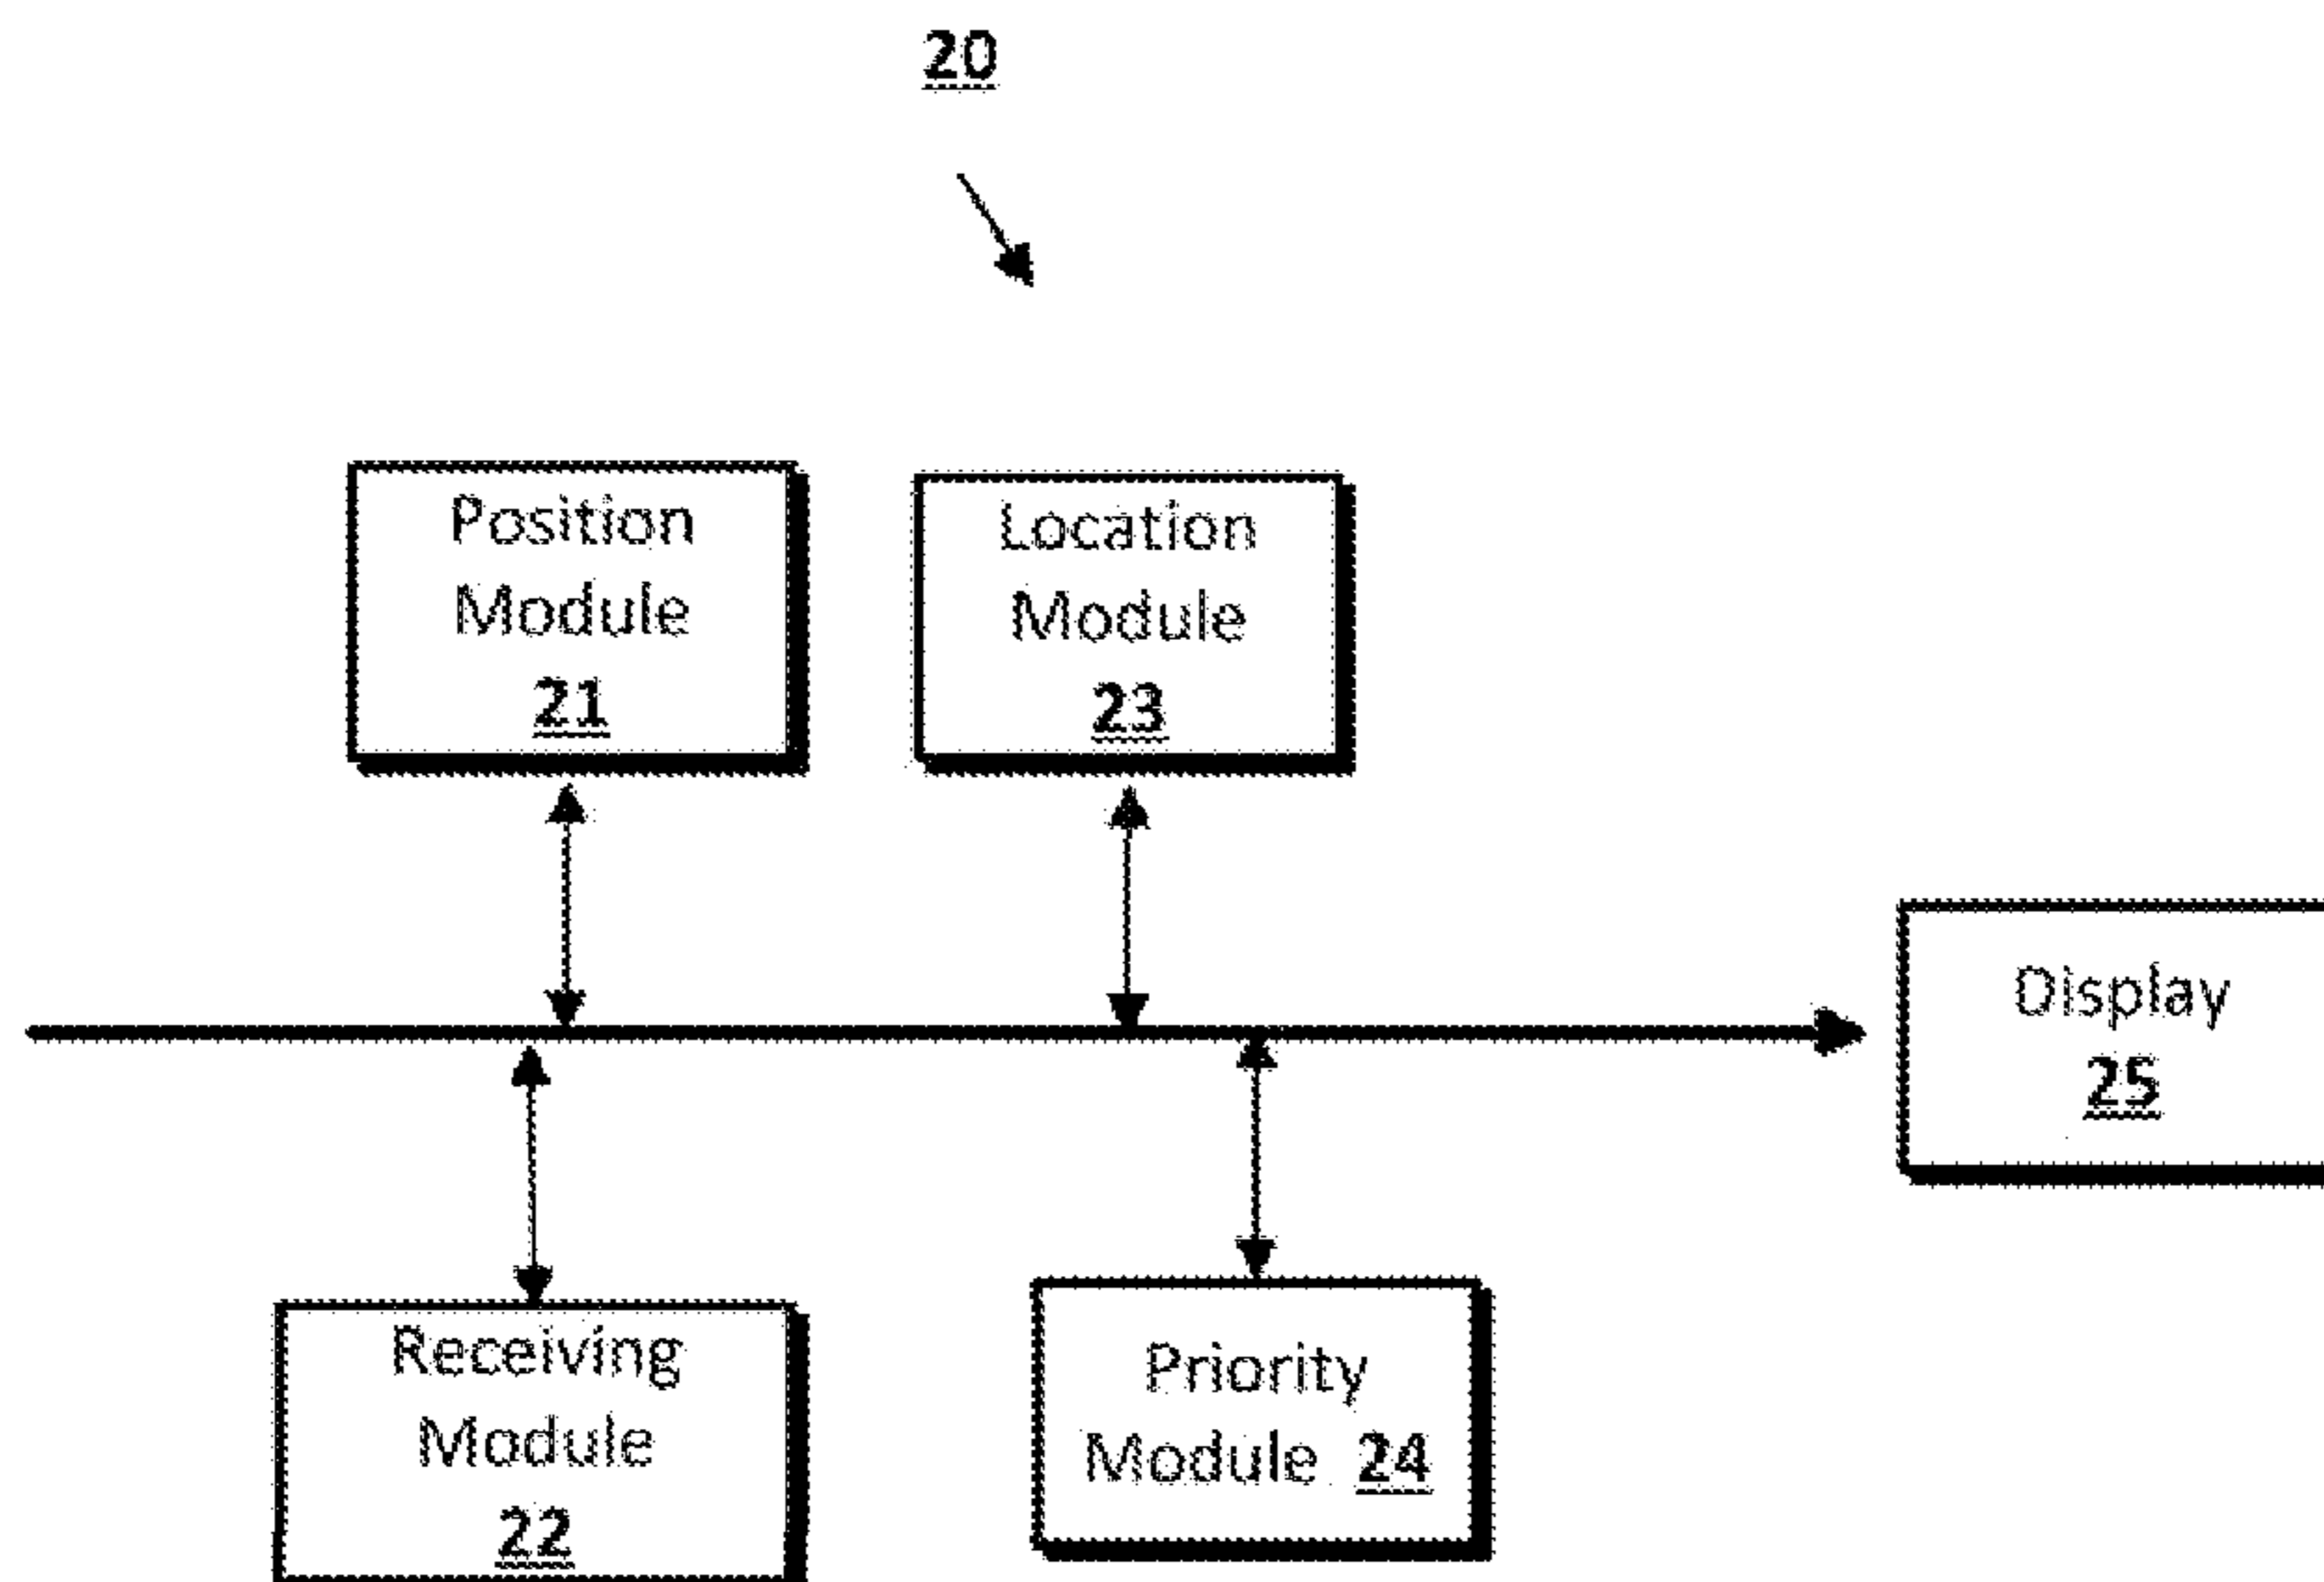 20
Position
Module
21
Location
Module
23
Display
25
Receiving
Module
22
Priority
Module 24